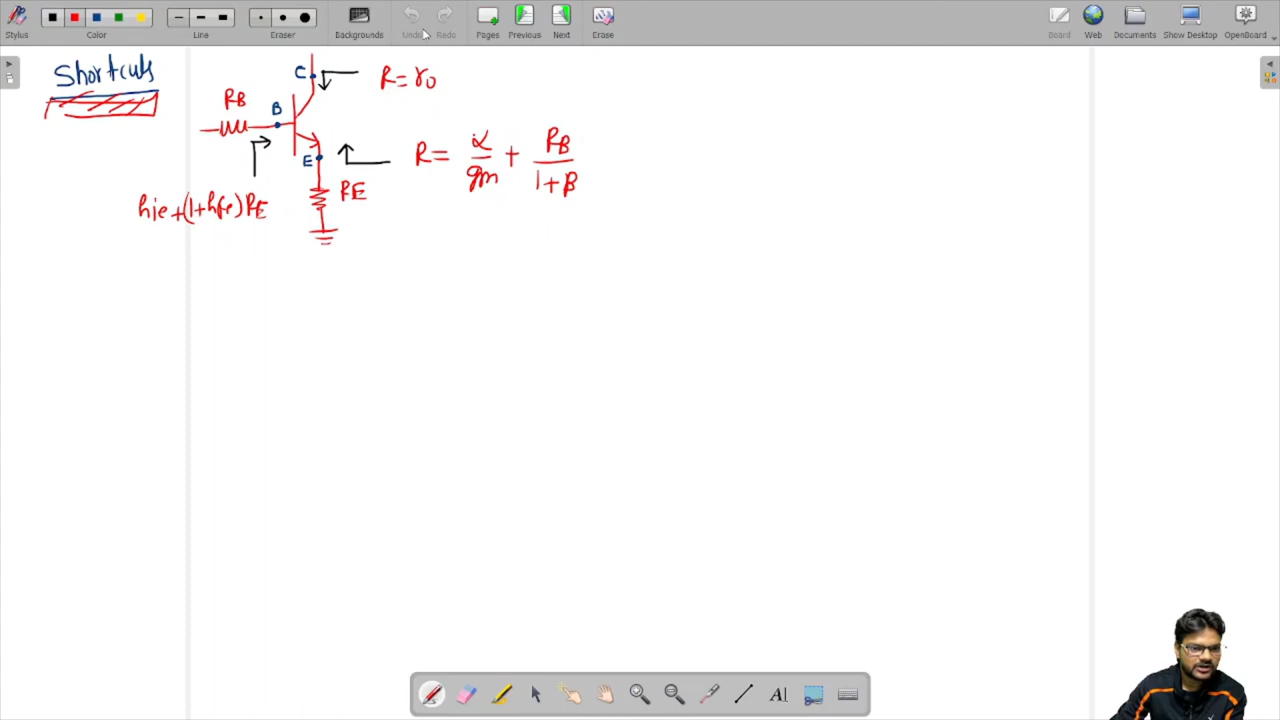 Stylus
Color
Line
Eraser
Backgrounds
Undo
Redo
Pages
Previous
Next
Erase
Board
Web
Documents
Show Desktop
OpenBoard
Shortcuts
C
R = r0
RB
B
E
R = α/gm + RB/1+β
RE
hie+(1+hfe)RE
A